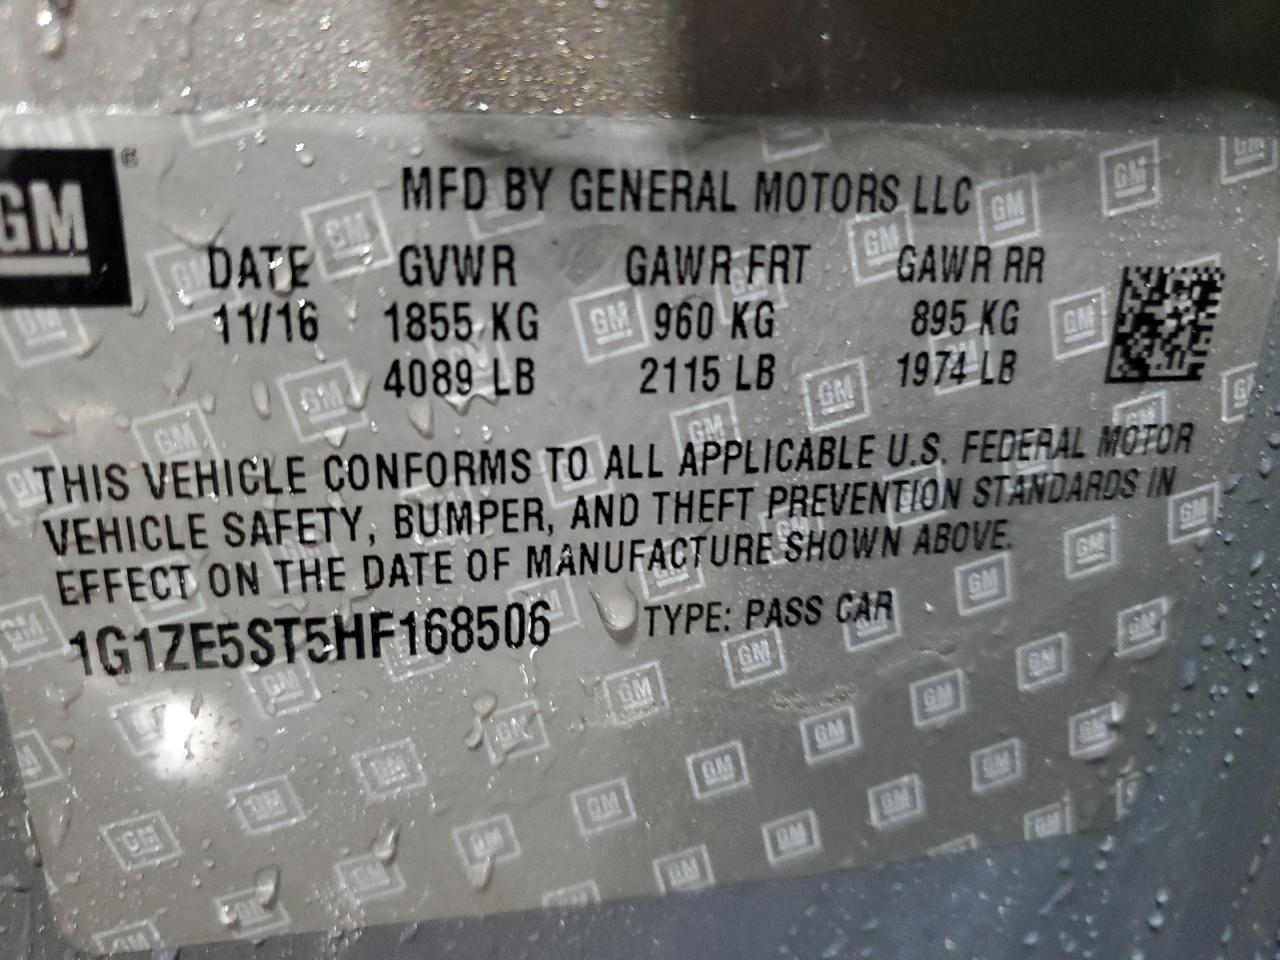 GM®
MFD BY GENERAL MOTORS LLC
DATE GVWR GAWR FRT GAWR RR
11/16 1855 KG 960 KG 895 KG
4089 LB 2115 LB 1974 LB
THIS VEHICLE CONFORMS TO ALL APPLICABLE U.S. FEDERAL MOTOR
VEHICLE SAFETY, BUMPER, AND THEFT PREVENTION STANDARDS IN
EFFECT ON THE DATE OF MANUFACTURE SHOWN ABOVE.
1G1ZE5ST5HF168506 TYPE: PASS CAR